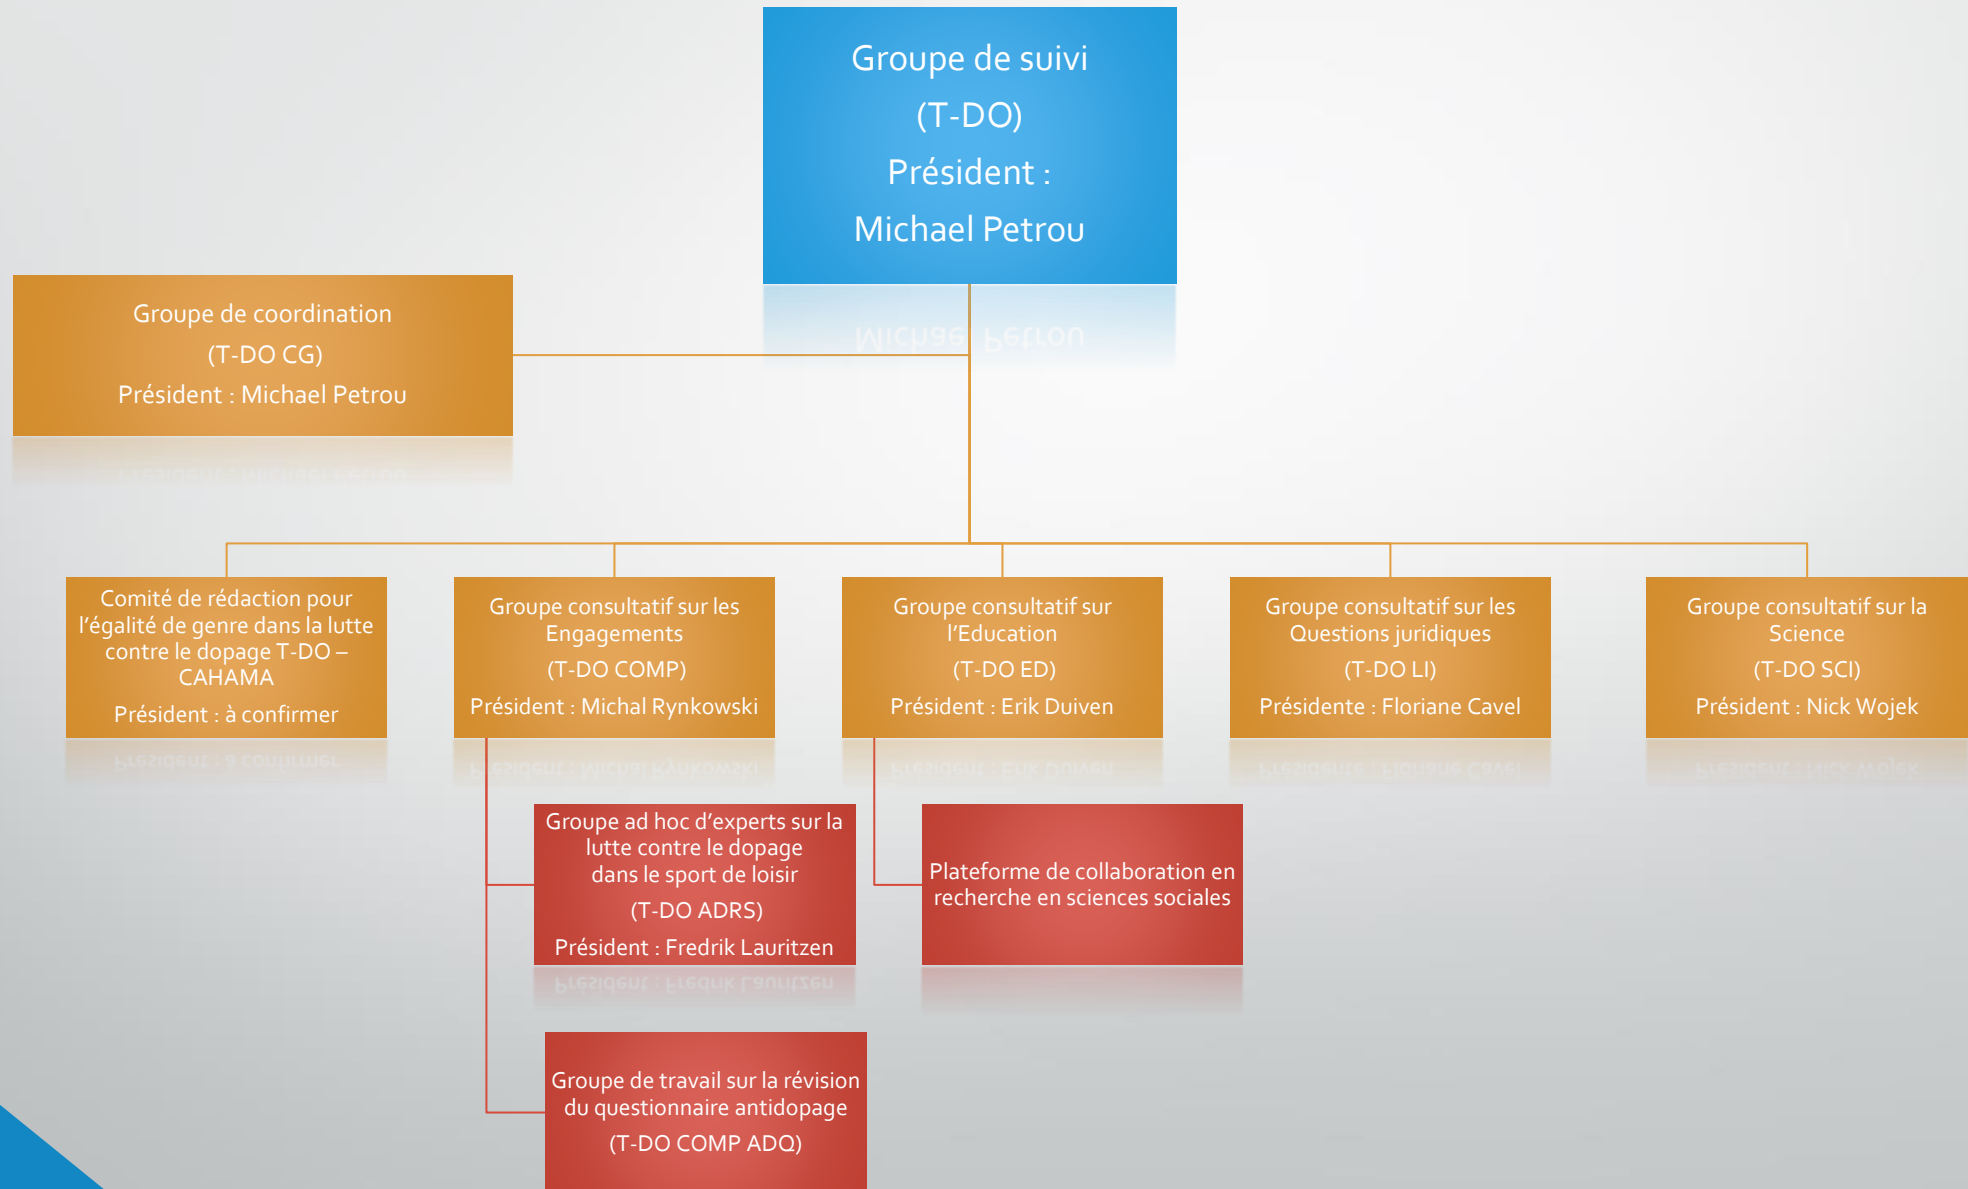 Groupe de suivi
(T-DO)
Président :
Michael Petrou
Groupe de coordination
(T-DO CG)
Président : Michael Petrou
Comité de rédaction pour
l'égalité de genre dans la lutte
contre le dopage T-DO –
CAHAMA
Président : à confirmer
Groupe consultatif sur les
Engagements
(T-DO COMP)
Président : Michal Rynkowski
Groupe consultatif sur
l'Education
(T-DO ED)
Président : Erik Duiven
Groupe consultatif sur les
Questions juridiques
(T-DO LI)
Présidente : Floriane Cavel
Groupe consultatif sur la
Science
(T-DO SCI)
Président : Nick Wojek
Groupe ad hoc d'experts sur la
lutte contre le dopage
dans le sport de loisir
(T-DO ADRS)
Président : Fredrik Lauritzen
Plateforme de collaboration en
recherche en sciences sociales
Groupe de travail sur la révision
du questionnaire antidopage
(T-DO COMP ADQ)